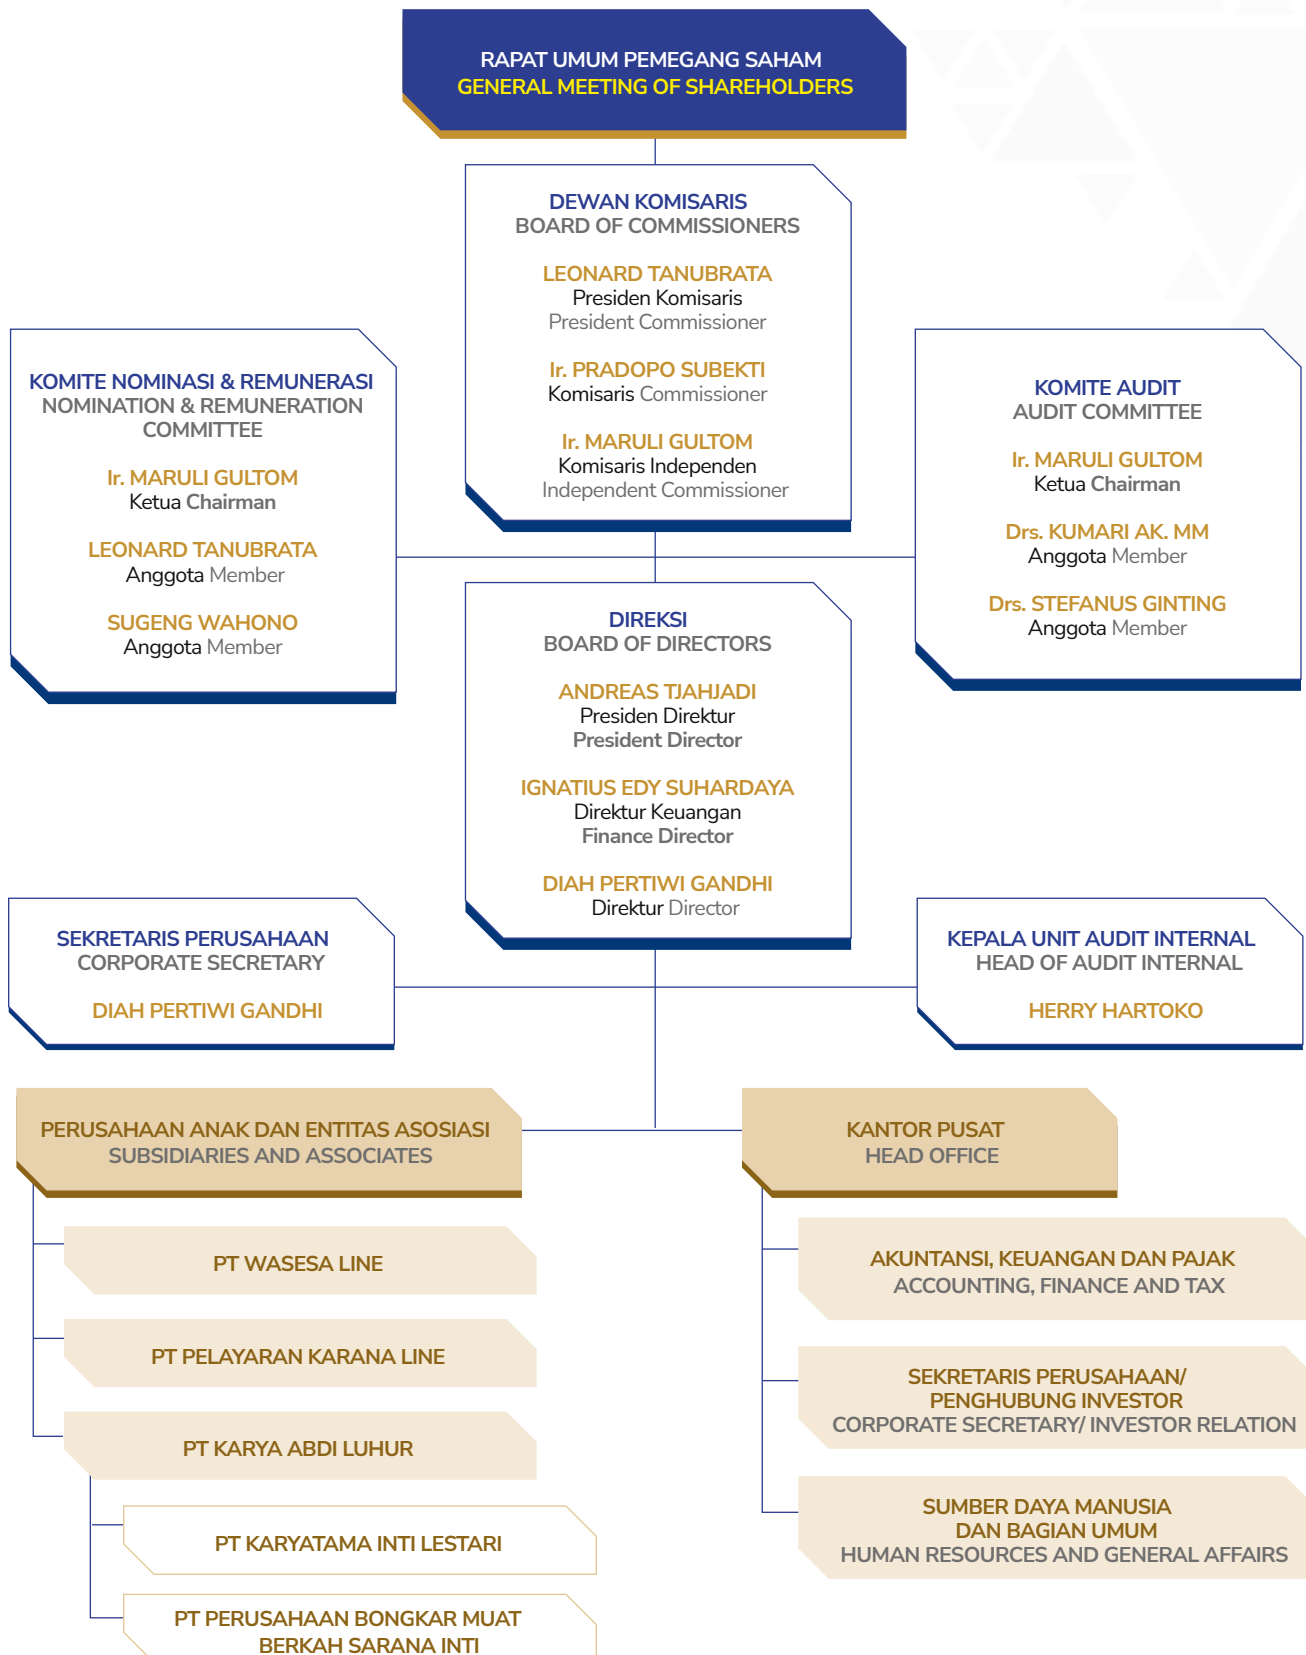 RAPAT UMUM PEMEGANG SAHAM
GENERAL MEETING OF SHAREHOLDERS
DEWAN KOMISARIS
BOARD OF COMMISSIONERS
LEONARD TANUBRATA
Presiden Komisaris
President Commissioner
Ir. PRADOPO SUBEKTI
Komisaris Commissioner
Ir. MARULI GULTOM
Komisaris Independen
Independent Commissioner
KOMITE NOMINASI & REMUNERASI
NOMINATION & REMUNERATION
COMMITTEE
Ir. MARULI GULTOM
Ketua Chairman
LEONARD TANUBRATA
Anggota Member
SUGENG WAHONO
Anggota Member
KOMITE AUDIT
AUDIT COMMITTEE
Ir. MARULI GULTOM
Ketua Chairman
Drs. KUMARI AK. MM
Anggota Member
Drs. STEFANUS GINTING
Anggota Member
DIREKSI
BOARD OF DIRECTORS
ANDREAS TJAHJADI
Presiden Direktur
President Director
IGNATIUS EDY SUHARDAYA
Direktur Keuangan
Finance Director
DIAH PERTIWI GANDHI
Direktur Director
SEKRETARIS PERUSAHAAN
CORPORATE SECRETARY
DIAH PERTIWI GANDHI
KEPALA UNIT AUDIT INTERNAL
HEAD OF AUDIT INTERNAL
HERRY HARTOKO
PERUSAHAAN ANAK DAN ENTITAS ASOSIASI
SUBSIDIARIES AND ASSOCIATES
PT WASESA LINE
PT PELAYARAN KARANA LINE
PT KARYA ABDI LUHUR
PT KARYATAMA INTI LESTARI
PT PERUSAHAAN BONGKAR MUAT
BERKAH SARANA INTI
KANTOR PUSAT
HEAD OFFICE
AKUNTANSI, KEUANGAN DAN PAJAK
ACCOUNTING, FINANCE AND TAX
SEKRETARIS PERUSAHAAN/
PENGHUBUNG INVESTOR
CORPORATE SECRETARY/ INVESTOR RELATION
SUMBER DAYA MANUSIA
DAN BAGIAN UMUM
HUMAN RESOURCES AND GENERAL AFFAIRS